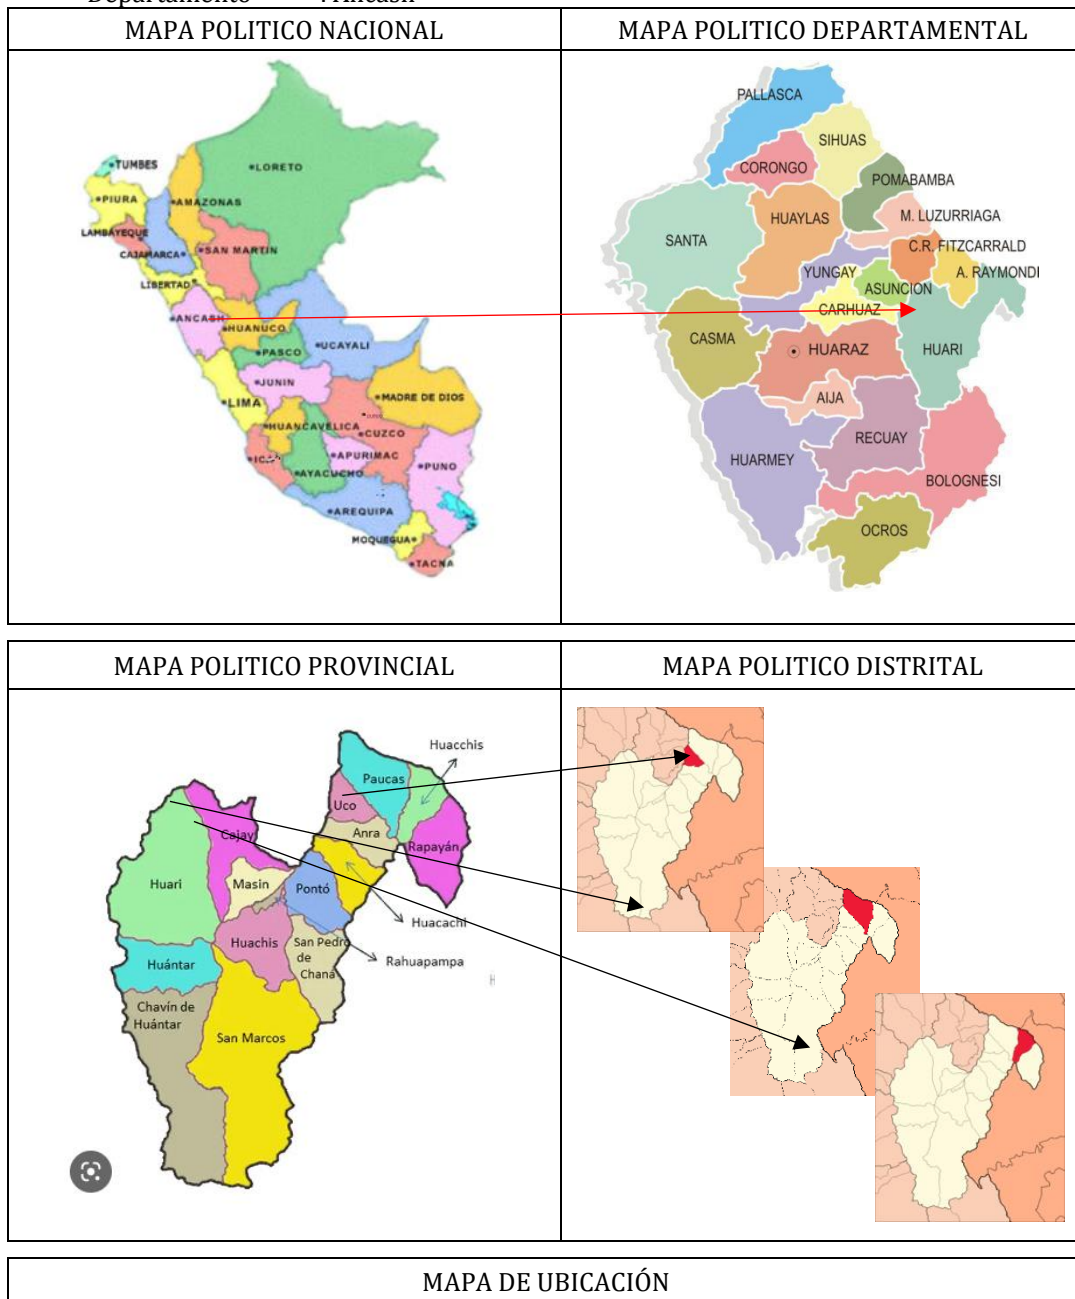 Departamento : Ancash
MAPA POLITICO NACIONAL
TUMBES
LORETO
PIURA
AMAZONAS
LAMBAYEQUE
CAJAMARCA
SAN MARTIN
LIBERTAD
ANCASH
HUANUCO
UCAYALI
PASCO
JUNIN
LIMA
MADRE DE DIOS
HUANCAVELICA
CUZCO
APURIMAC
PUNO
AYACUCHO
AREQUIPA
MOQUEGUA
TACNA
MAPA POLITICO DEPARTAMENTAL
PALLASCA
SIHUAS
CORONGO
POMABAMBA
HUAYLAS
M. LUZURRIAGA
SANTA
C.R. FITZCARRALD
YUNGAY
A. RAYMONDI
ASUNCION
CARHUAZ
CASMA
HUARAZ
HUARI
AIJA
RECUAY
HUARMEY
BOLOGNESI
OCROS
MAPA POLITICO PROVINCIAL
Huacchis
Paucas
Uco
Anra
Cajay
Rapayán
Huari
Masin
Pontó
Huacachi
Huachis
San Pedro
de
Chaná
Rahuapampa
Huántar
Chavín de
Huántar
San Marcos
MAPA POLITICO DISTRITAL
MAPA DE UBICACIÓN